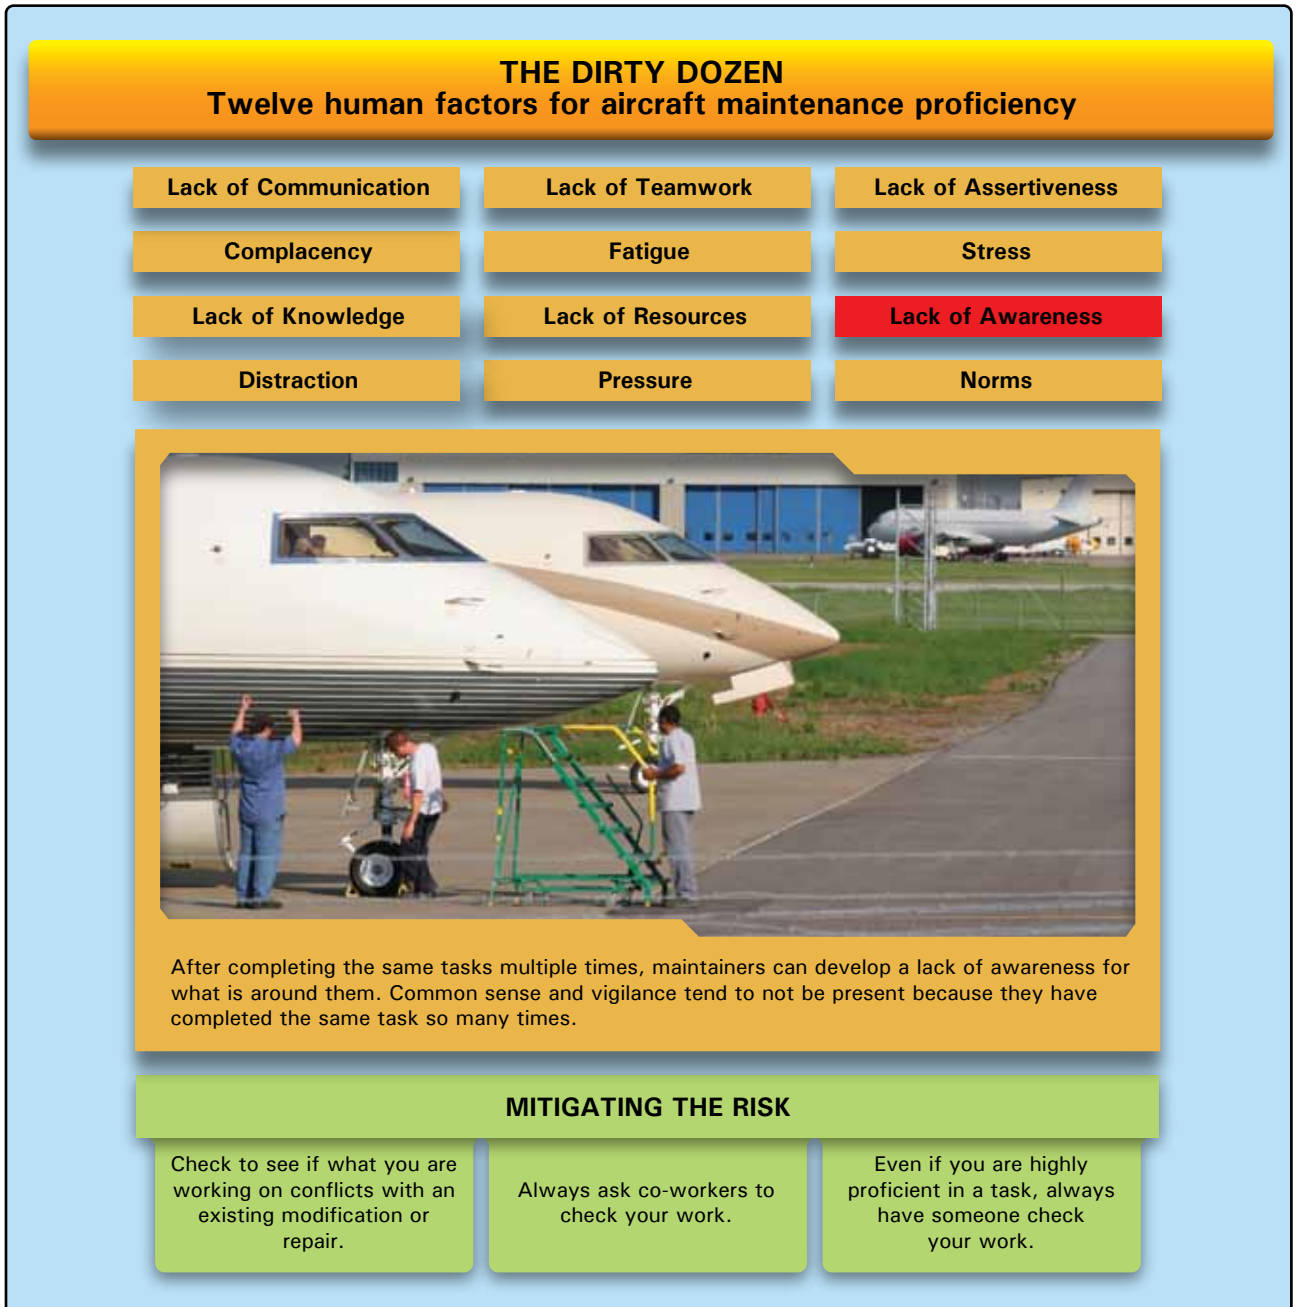 THE DIRTY DOZEN
Twelve human factors for aircraft maintenance proficiency
Lack of Communication
Lack of Teamwork
Lack of Assertiveness
Complacency
Fatigue
Stress
Lack of Knowledge
Lack of Resources
Lack of Awareness
Distraction
Pressure
Norms
After completing the same tasks multiple times, maintainers can develop a lack of awareness for
what is around them. Common sense and vigilance tend to not be present because they have
completed the same task so many times.
MITIGATING THE RISK
Check to see if what you are
working on conflicts with an
existing modification or
repair.
Always ask co-workers to
check your work.
Even if you are highly
proficient in a task, always
have someone check
your work.